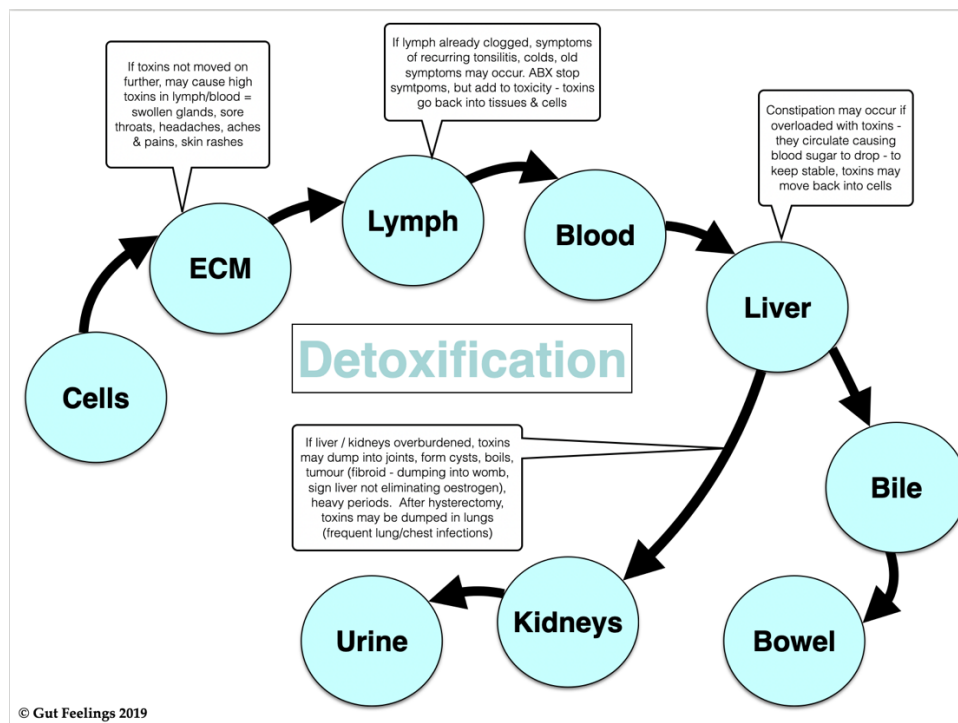 If toxins not moved on
further, may cause high
toxins in lymph/blood =
swollen glands, sore
throats, headaches, aches
& pains, skin rashes
If lymph already clogged, symptoms
of recurring tonsilitis, colds, old
symptoms may occur. ABX stop
symtpoms, but add to toxicity - toxins
go back into tissues & cells
Constipation may occur if
overloaded with toxins -
they circulate causing
blood sugar to drop - to
keep stable, toxins may
move back into cells
Cells
ECM
Lymph
Blood
Liver
Detoxification
If liver / kidneys overburdened, toxins
may dump into joints, form cysts, boils,
tumour (fibroid - dumping into womb,
sign liver not eliminating oestrogen),
heavy periods. After hysterectomy,
toxins may be dumped in lungs
(frequent lung/chest infections)
Bile
Urine
Kidneys
Bowel
© Gut Feelings 2019